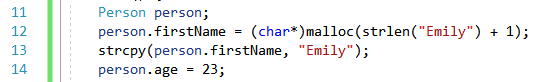 11 Person person;
12 person.firstName = (char*)malloc(strlen("Emily") + 1);
13 strcpy(person.firstName, "Emily");
14 person.age = 23;